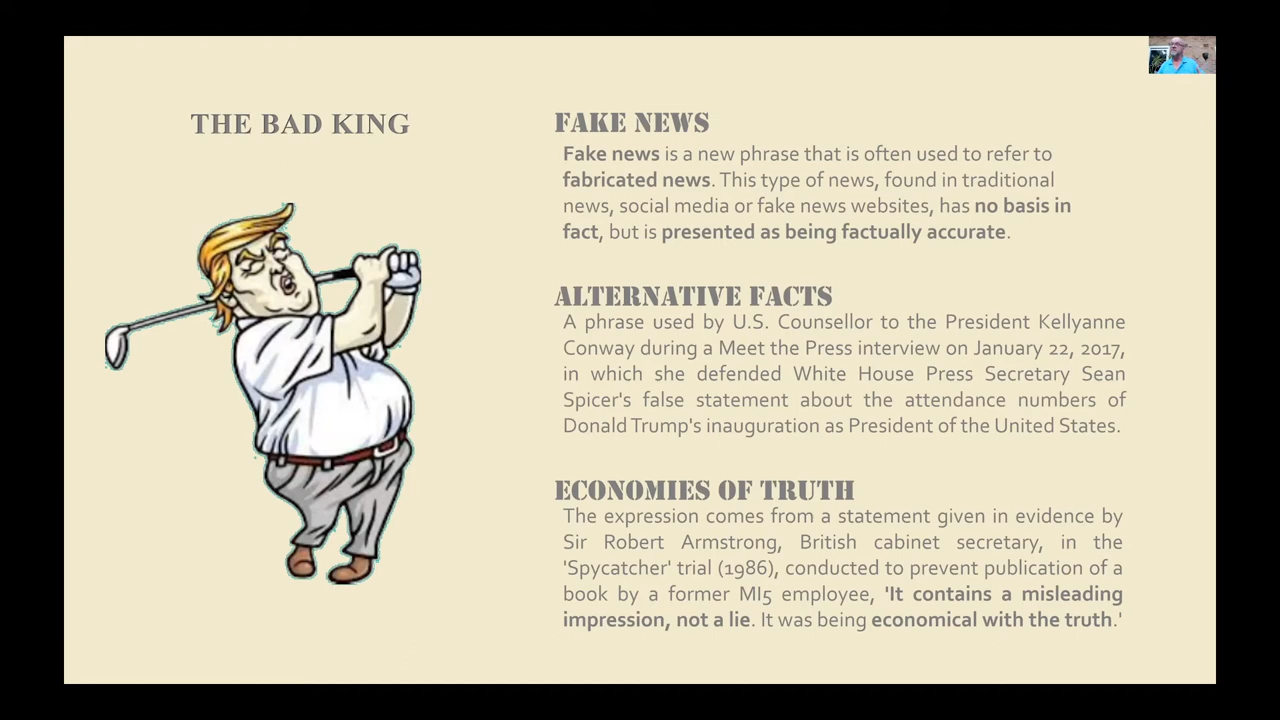 THE BAD KING
FAKE NEWS
Fake news is a new phrase that is often used to refer to
fabricated news. This type of news, found in traditional
news, social media or fake news websites, has no basis in
fact, but is presented as being factually accurate.
ALTERNATIVE FACTS
A phrase used by U.S. Counsellor to the President Kellyanne
Conway during a Meet the Press interview on January 22, 2017,
in which she defended White House Press Secretary Sean
Spicer's false statement about the attendance numbers of
Donald Trump's inauguration as President of the United States.
ECONOMIES OF TRUTH
The expression comes from a statement given in evidence by
Sir Robert Armstrong, British cabinet secretary, in the
'Spycatcher' trial (1986), conducted to prevent publication of a
book by a former MI5 employee, 'It contains a misleading
impression, not a lie. It was being economical with the truth.'